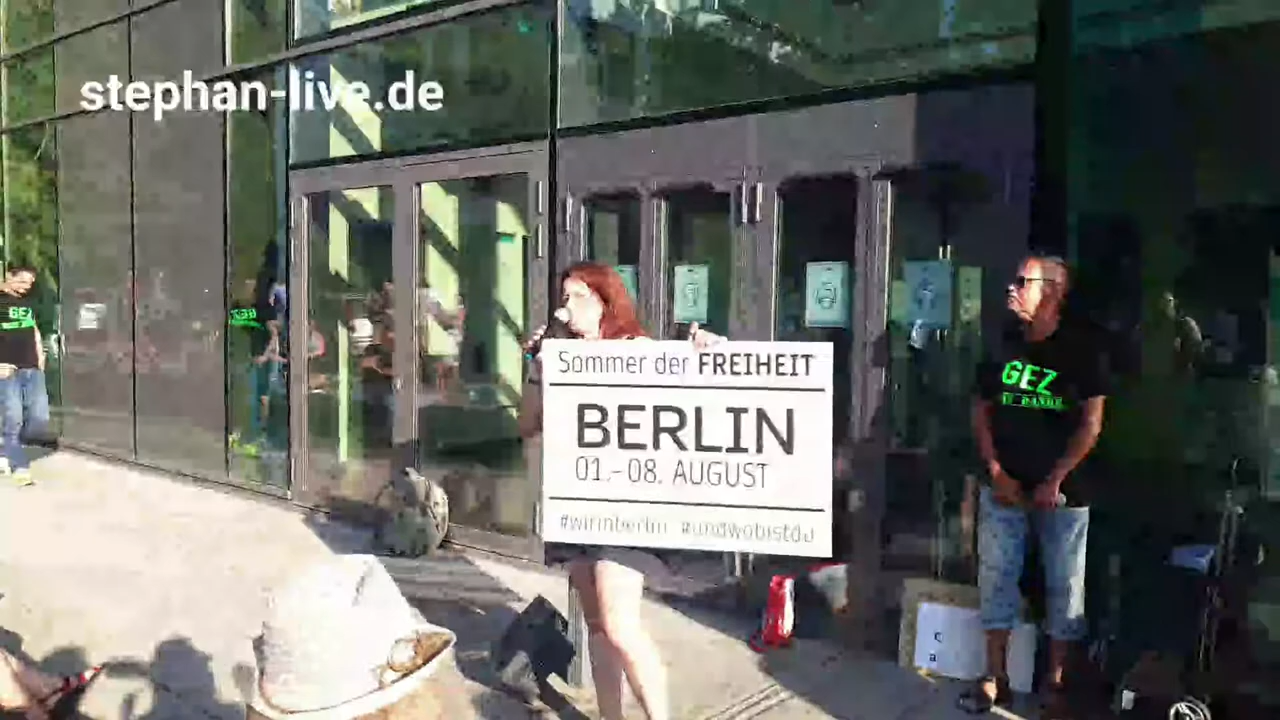 stephan-live.de
Sommer der FREIHEIT
BERLIN
01.-08. AUGUST
#wirinberlin #undwobistdu
GEZ
GEZ